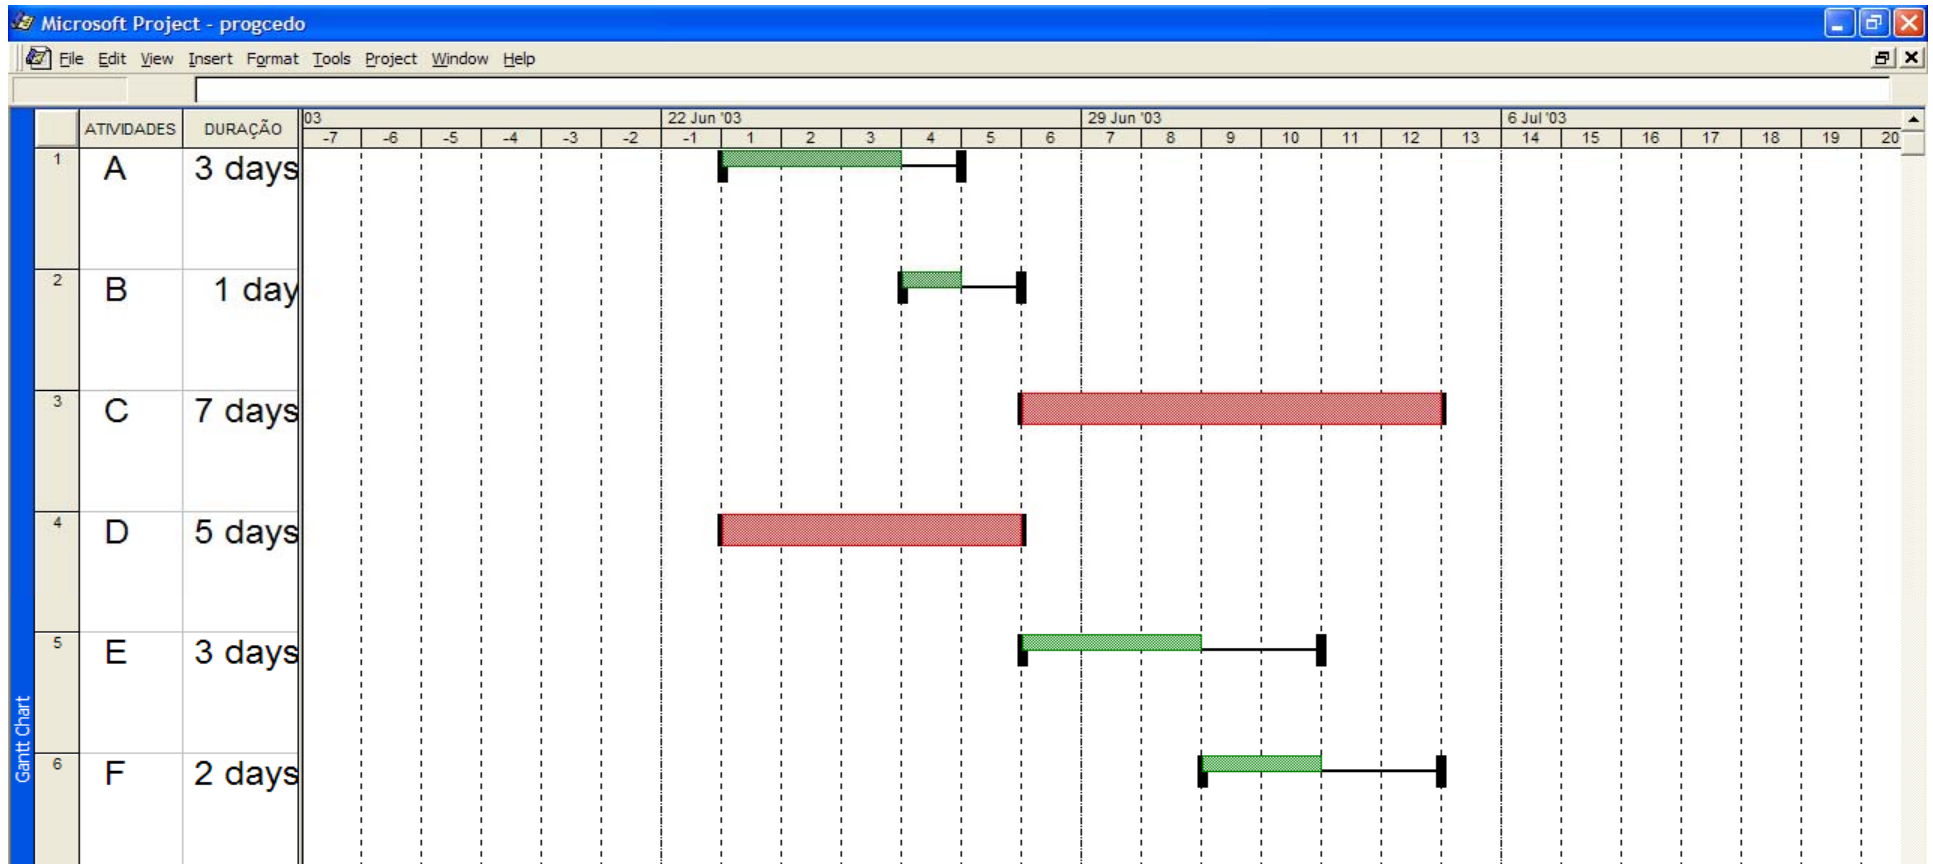 Microsoft Project - progcedo
File Edit View Insert Format Tools Project Window Help
ATIVIDADES DURAÇÃO 03 22 Jun '03 29 Jun '03 6 Jul '03
-7 -6 -5 -4 -3 -2 -1 1 2 3 4 5 6 7 8 9 10 11 12 13 14 15 16 17 18 19 20
1 A 3 days
2 B 1 day
3 C 7 days
4 D 5 days
5 E 3 days
6 F 2 days
Gantt Chart